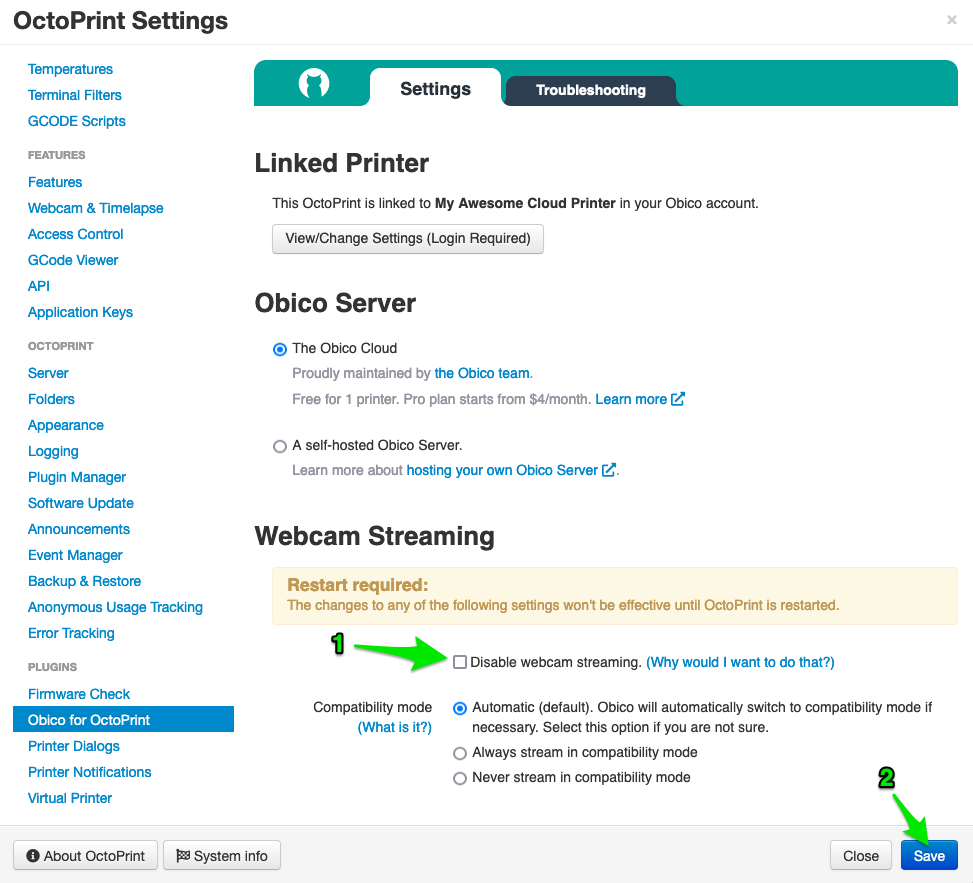 OctoPrint Settings
×
Temperatures
Terminal Filters
GCODE Scripts
FEATURES
Features
Webcam & Timelapse
Access Control
GCode Viewer
API
Application Keys
OCTOPRINT
Server
Folders
Appearance
Logging
Plugin Manager
Software Update
Announcements
Event Manager
Backup & Restore
Anonymous Usage Tracking
Error Tracking
PLUGINS
Firmware Check
Obico for OctoPrint
Printer Dialogs
Printer Notifications
Virtual Printer
Settings
Troubleshooting
Linked Printer
This OctoPrint is linked to My Awesome Cloud Printer in your Obico account.
View/Change Settings (Login Required)
Obico Server
The Obico Cloud
Proudly maintained by the Obico team.
Free for 1 printer. Pro plan starts from $4/month. Learn more
A self-hosted Obico Server.
Learn more about hosting your own Obico Server.
Webcam Streaming
Restart required:
The changes to any of the following settings won't be effective until OctoPrint is restarted.
1
Disable webcam streaming. (Why would I want to do that?)
Compatibility mode
(What is it?)
Automatic (default). Obico will automatically switch to compatibility mode if
necessary. Select this option if you are not sure.
Always stream in compatibility mode
Never stream in compatibility mode
2
About OctoPrint
System info
Close
Save